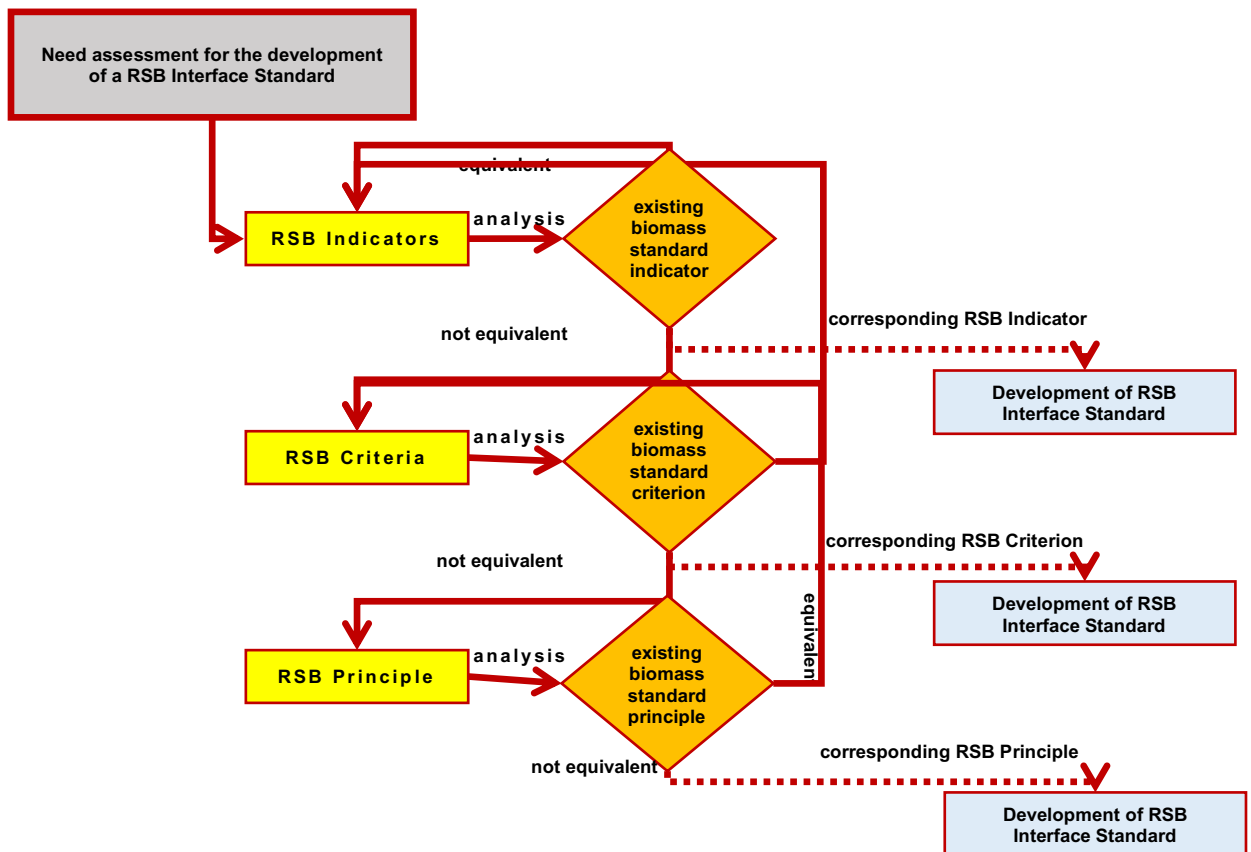 Need assessment for the development
of a RSB Interface Standard
equivalent
RSB Indicators
analysis
existing
biomass
standard
indicator
not equivalent
corresponding RSB Indicator
Development of RSB
Interface Standard
RSB Criteria
analysis
existing
biomass
standard
criterion
not equivalent
corresponding RSB Criterion
Development of RSB
Interface Standard
equivalen
RSB Principle
analysis
existing
biomass
standard
principle
not equivalent
corresponding RSB Principle
Development of RSB
Interface Standard